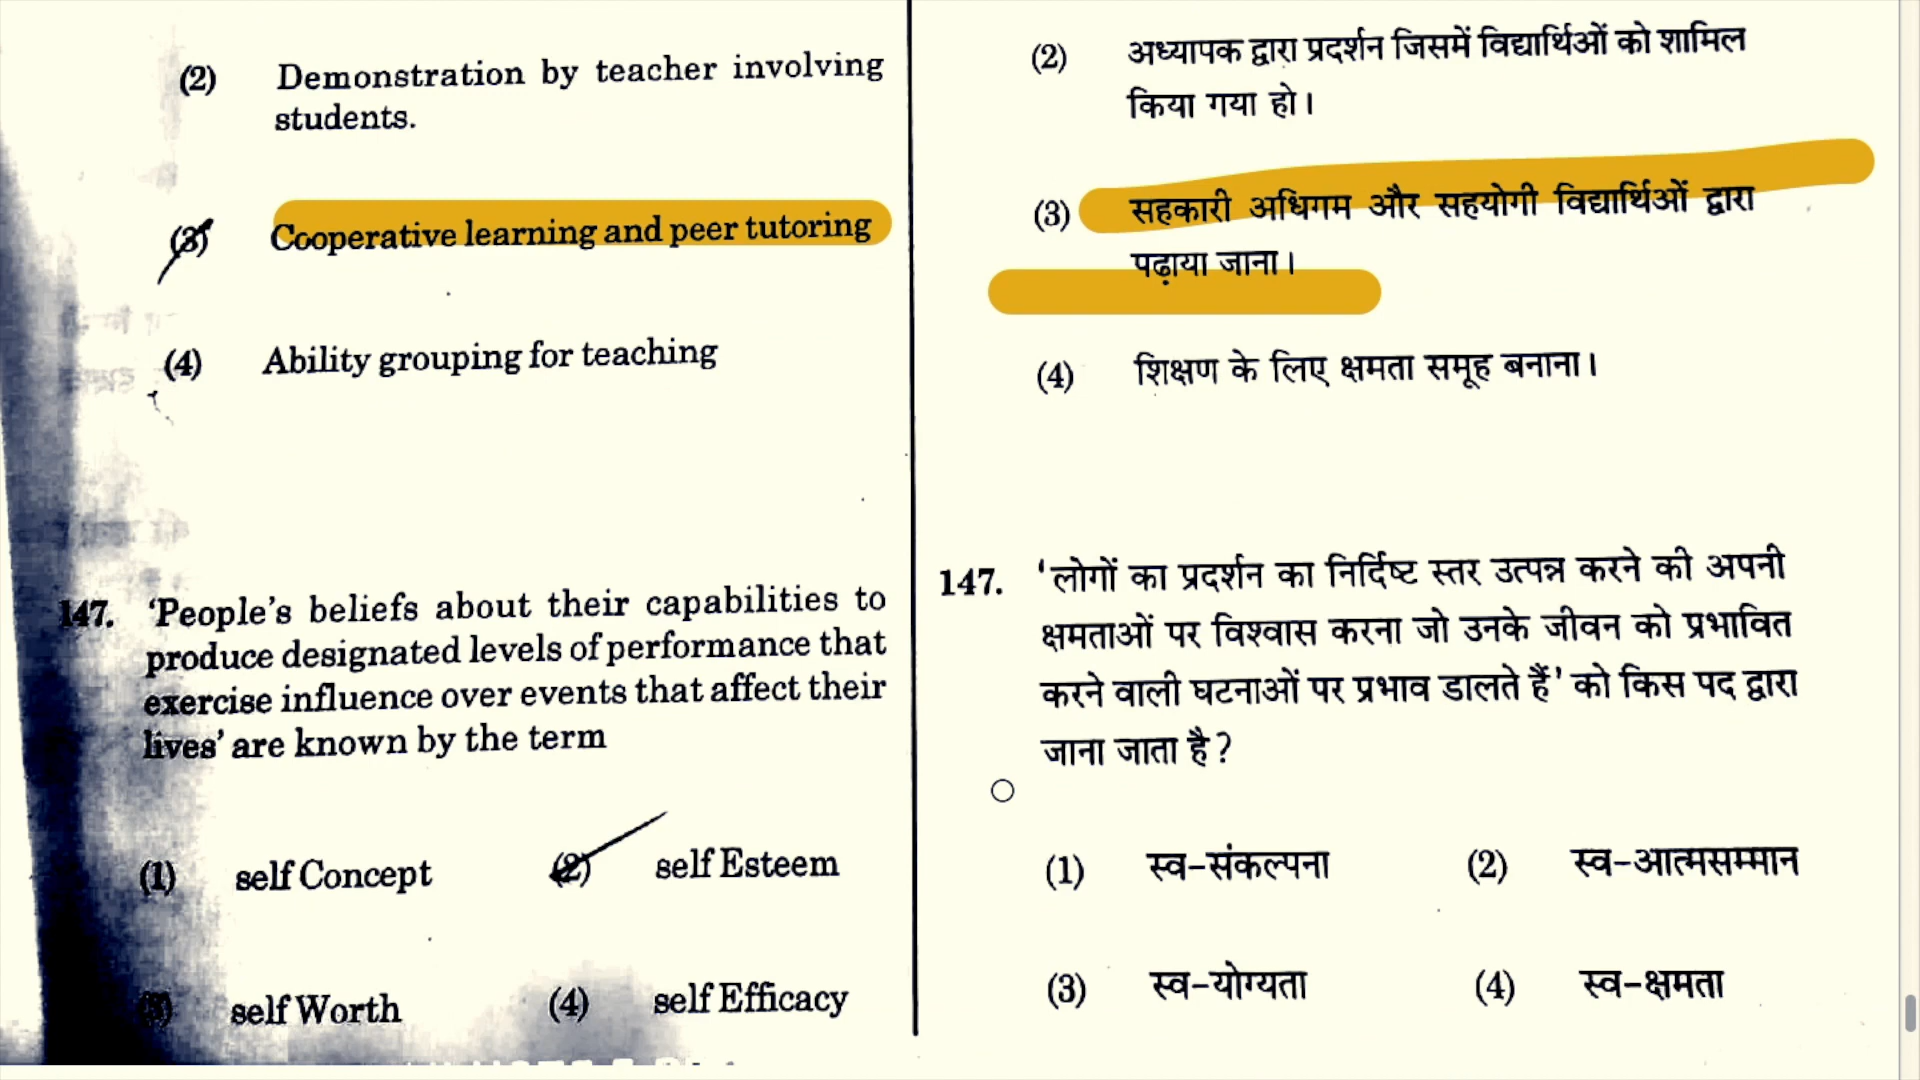 (2) Demonstration by teacher involving
students.
(3) Cooperative learning and peer tutoring
(4) Ability grouping for teaching
147. ‘People’s beliefs about their capabilities to
produce designated levels of performance that
exercise influence over events that affect their
lives’ are known by the term
(1) self Concept (2) self Esteem
(3) self Worth (4) self Efficacy
(2) अध्यापक द्वारा प्रदर्शन जिसमें विद्यार्थिओं को शामिल
किया गया हो।
(3) सहकारी अधिगम और सहयोगी विद्यार्थिओं द्वारा
पढ़ाया जाना।
(4) शिक्षण के लिए क्षमता समूह बनाना।
147. ‘लोगों का प्रदर्शन का निर्दिष्ट स्तर उत्पन्न करने की अपनी
क्षमताओं पर विश्वास करना जो उनके जीवन को प्रभावित
करने वाली घटनाओं पर प्रभाव डालते हैं’ को किस पद द्वारा
जाना जाता है?
(1) स्व-संकल्पना (2) स्व-आत्मसम्मान
(3) स्व-योग्यता (4) स्व-क्षमता